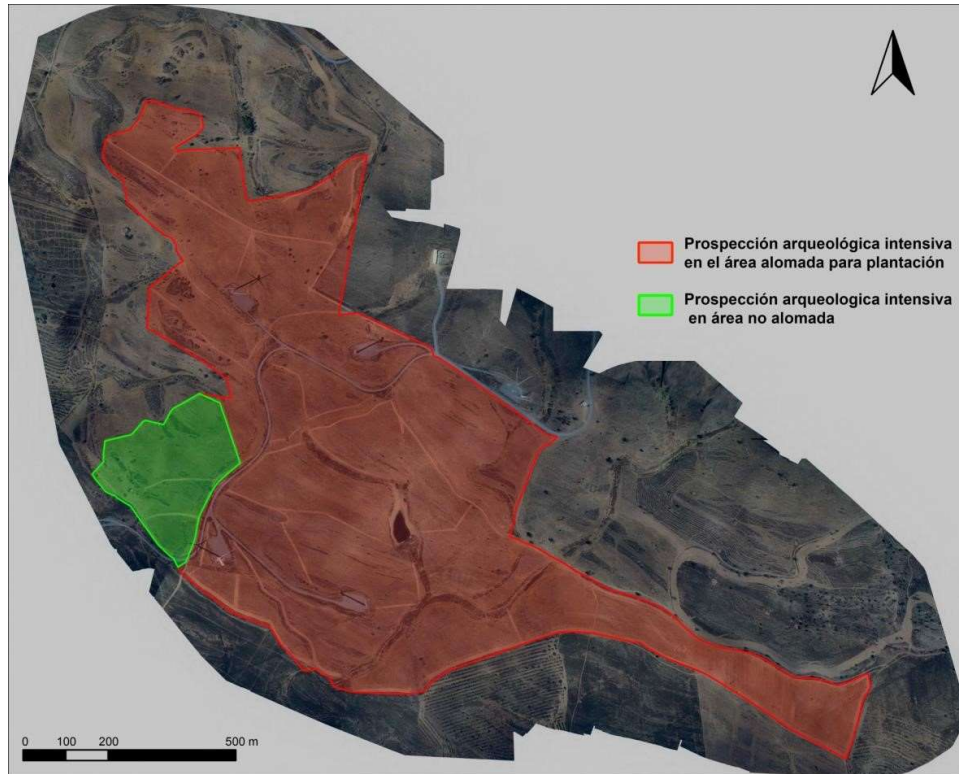 Prospección arqueológica intensiva
en el área alomada para plantación
Prospección arqueologica intensiva
en área no alomada
0 100 200 500 m